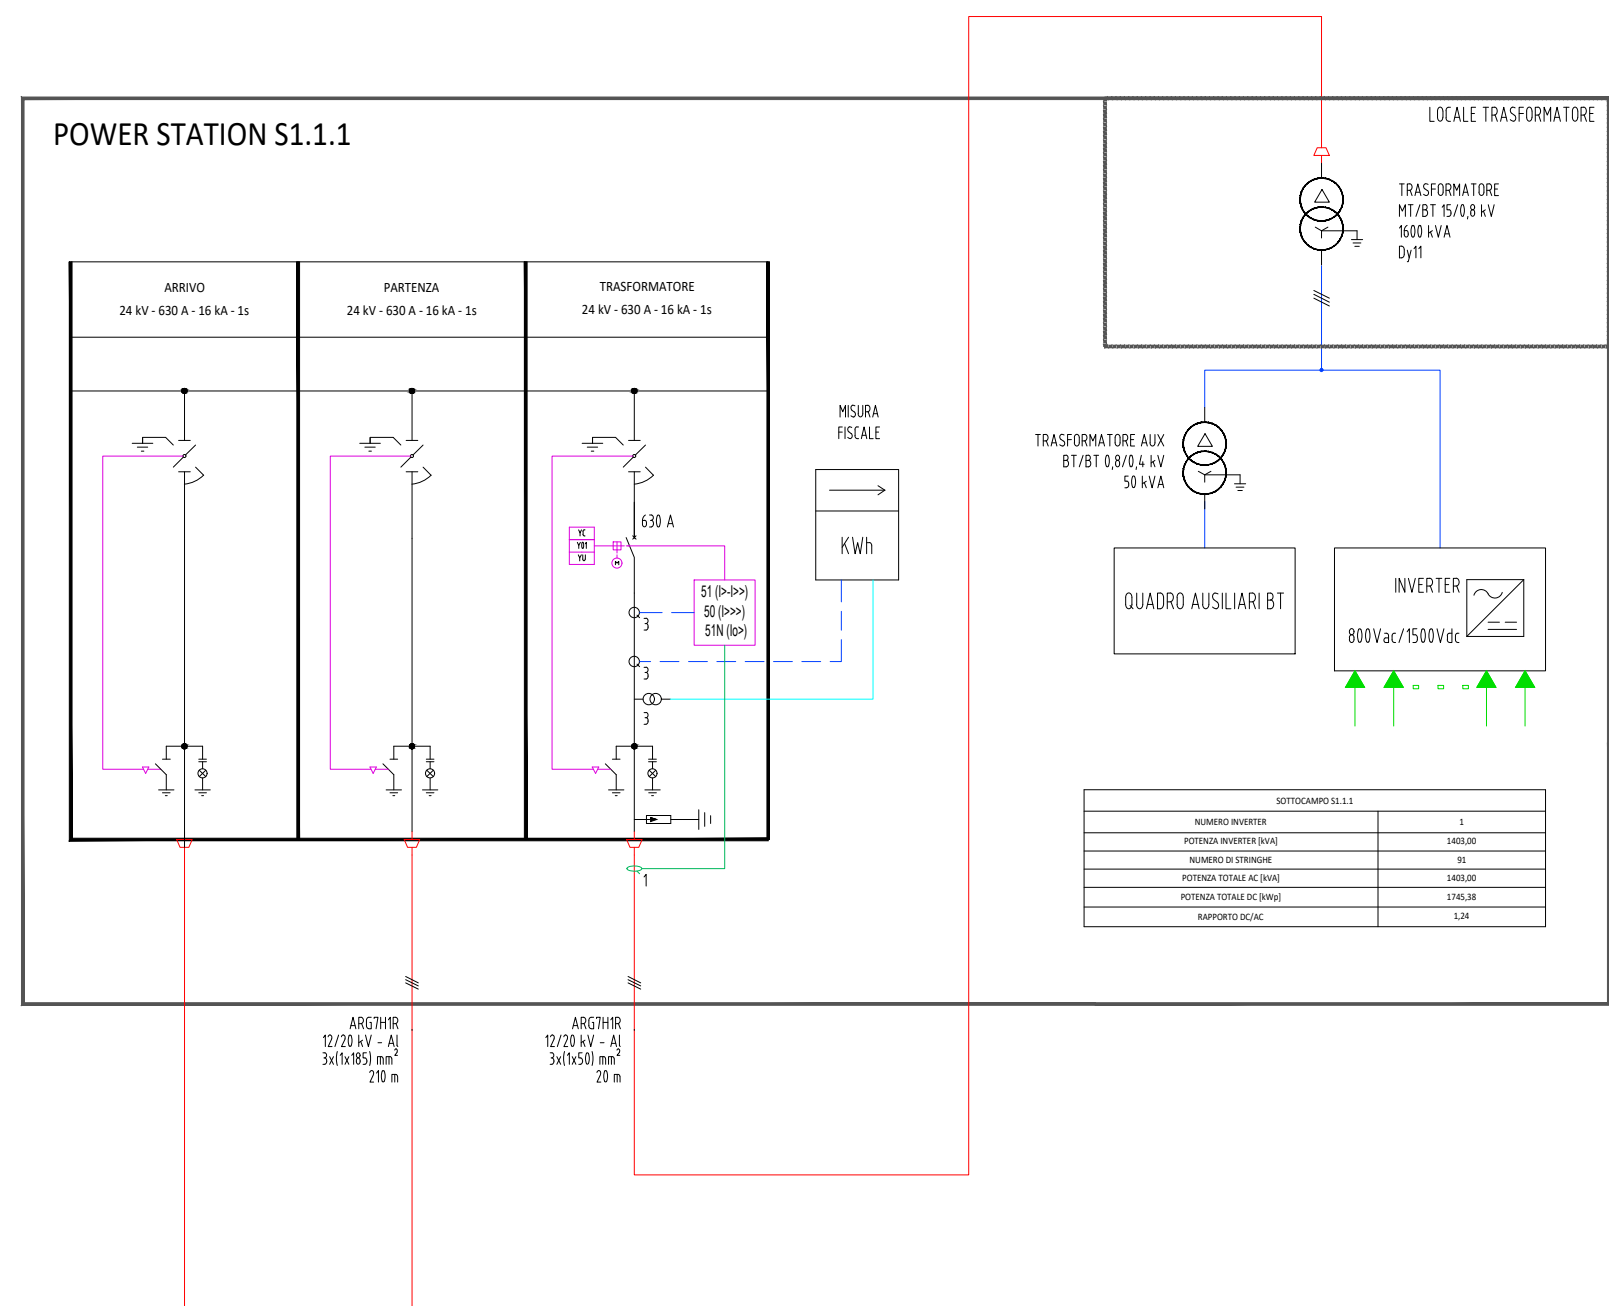 POWER STATION S1.1.1
LOCALE TRASFORMATORE
TRASFORMATORE
MT/BT 15/0,8 kV
1600 kVA
Dy11
ARRIVO
24 kV - 630 A - 16 kA - 1s
PARTENZA
24 kV - 630 A - 16 kA - 1s
TRASFORMATORE
24 kV - 630 A - 16 kA - 1s
MISURA
FISCALE
KWh
630 A
YC
Y01
YU
M
51 (I>-I>>)
50 (I>>>)
51N (Io>)
3
3
3
1
TRASFORMATORE AUX
BT/BT 0,8/0,4 kV
50 kVA
QUADRO AUSILIARI BT
INVERTER
800Vac/1500Vdc
SOTTOCAMPO S1.1.1
NUMERO INVERTER 1
POTENZA INVERTER [kVA] 1403,00
NUMERO DI STRINGHE 91
POTENZA TOTALE AC [kVA] 1403,00
POTENZA TOTALE DC [kWp] 1745,38
RAPPORTO DC/AC 1,24
ARG7H1R
12/20 kV - Al
3x(1x185) mm²
210 m
ARG7H1R
12/20 kV - Al
3x(1x50) mm²
20 m